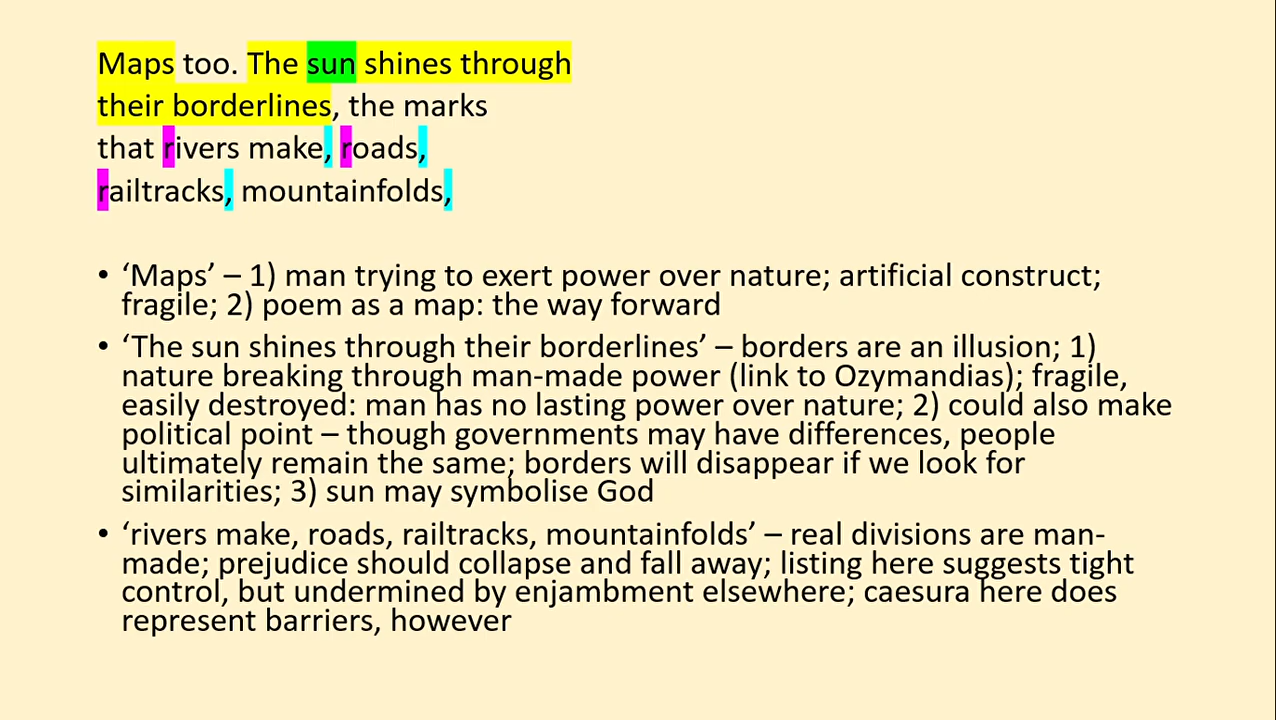 Maps too. The sun shines through
their borderlines, the marks
that rivers make, roads,
railtracks, mountainfolds,
• ‘Maps’ – 1) man trying to exert power over nature; artificial construct;
fragile; 2) poem as a map: the way forward
• ‘The sun shines through their borderlines’ – borders are an illusion; 1)
nature breaking through man-made power (link to Ozymandias); fragile,
easily destroyed: man has no lasting power over nature; 2) could also make
political point – though governments may have differences, people
ultimately remain the same; borders will disappear if we look for
similarities; 3) sun may symbolise God
• ‘rivers make, roads, railtracks, mountainfolds’ – real divisions are man-
made; prejudice should collapse and fall away; listing here suggests tight
control, but undermined by enjambment elsewhere; caesura here does
represent barriers, however